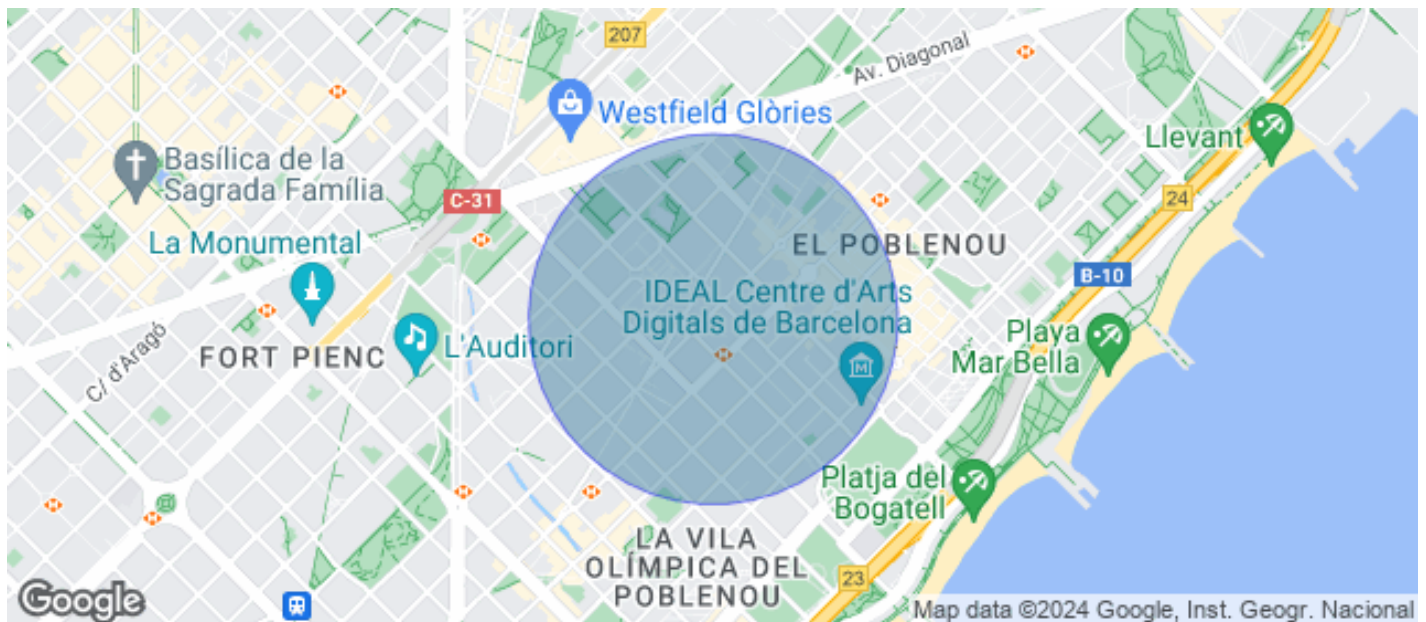 207
Av. Diagonal
Westfield Glòries
Llevant
Basílica de la
Sagrada Família
C-31
24
La Monumental
EL POBLENOU
B-10
IDEAL Centre d'Arts
Digitals de Barcelona
C/ d'Aragó
FORT PIENC
L'Auditori
Playa
Mar Bella
M
Platja del
Bogatell
LA VILA
OLÍMPICA DEL
POBLENOU
23
Google
Map data ©2024 Google, Inst. Geogr. Nacional